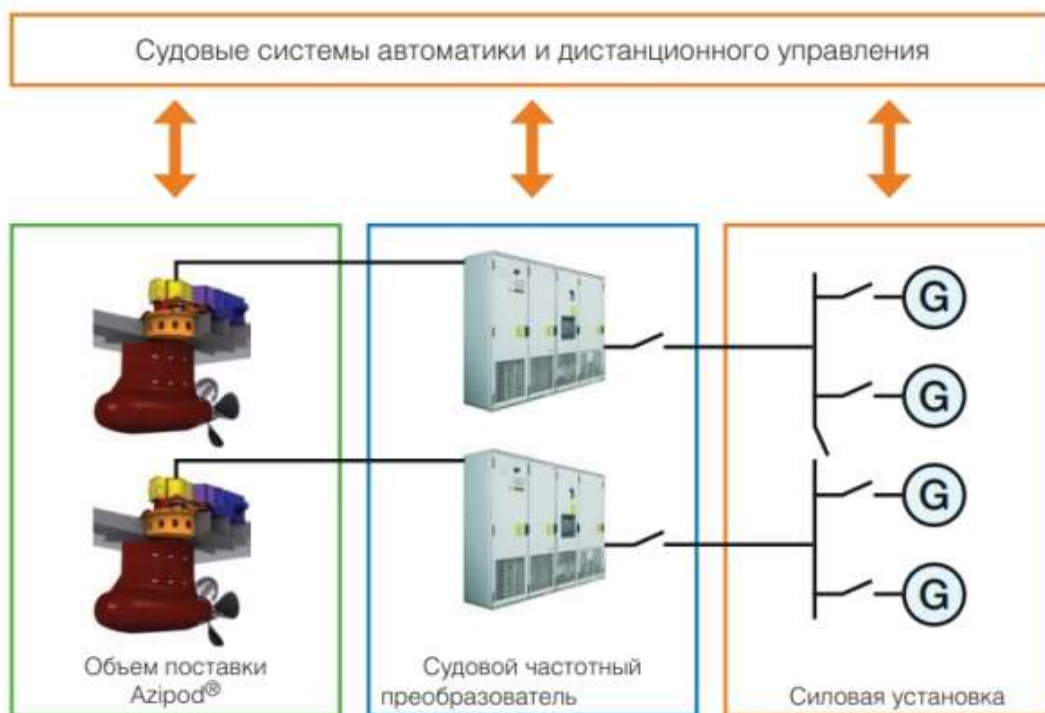 Судовые системы автоматики и дистанционного управления
G
G
G
G
Объем поставки
Azipod®
Судовой частотный
преобразователь
Силовая установка